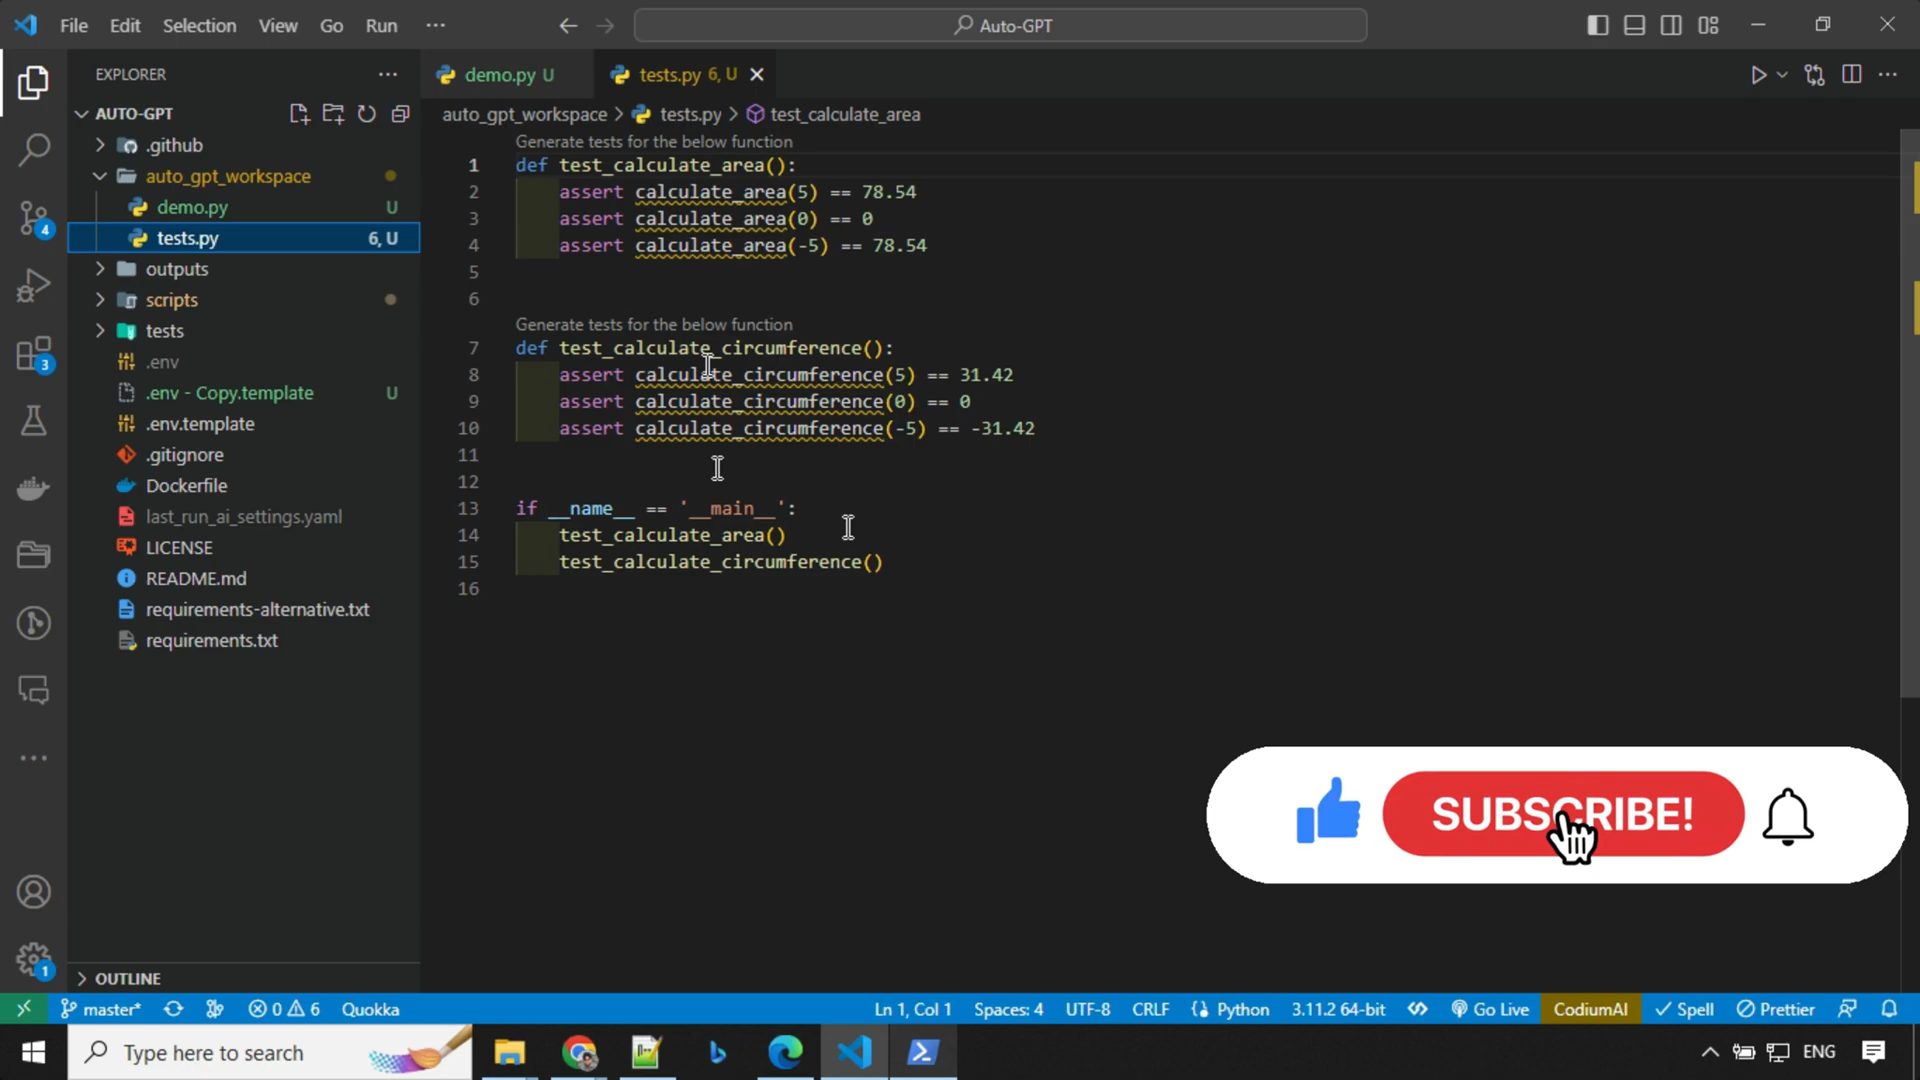 File Edit Selection View Go Run ···
Auto-GPT
EXPLORER
AUTO-GPT
.github
auto_gpt_workspace
demo.py U
tests.py 6, U
outputs
scripts
tests
.env
.env - Copy.template U
.env.template
.gitignore
Dockerfile
last_run_ai_settings.yaml
LICENSE
README.md
requirements-alternative.txt
requirements.txt
OUTLINE
4
3
1
demo.py U
tests.py 6, U
auto_gpt_workspace > tests.py > test_calculate_area
Generate tests for the below function
1 def test_calculate_area():
2 assert calculate_area(5) == 78.54
3 assert calculate_area(0) == 0
4 assert calculate_area(-5) == 78.54
5
6
Generate tests for the below function
7 def test_calculate_circumference():
8 assert calculate_circumference(5) == 31.42
9 assert calculate_circumference(0) == 0
10 assert calculate_circumference(-5) == -31.42
11
12
13 if __name__ == '__main__':
14 test_calculate_area()
15 test_calculate_circumference()
16
SUBSCRIBE!
master* 0 6 Quokka Ln 1, Col 1 Spaces: 4 UTF-8 CRLF Python 3.11.2 64-bit Go Live CodiumAI Spell Prettier
Type here to search
ENG